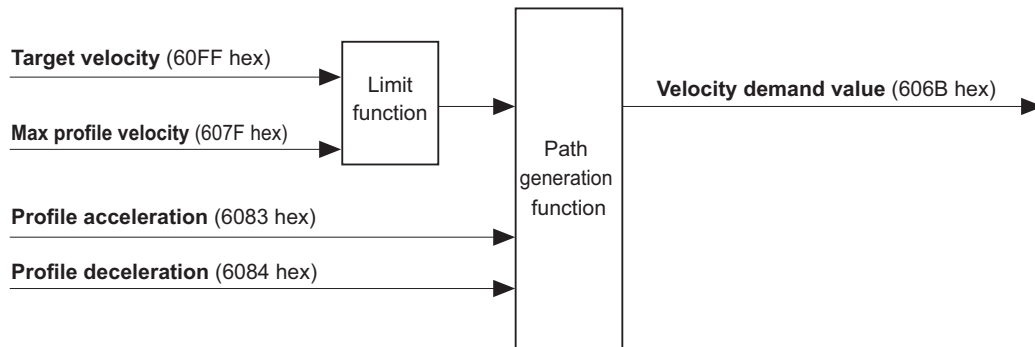 Target velocity (60FF hex)
Max profile velocity (607F hex)
Limit
function
Profile acceleration (6083 hex)
Profile deceleration (6084 hex)
Path
generation
function
Velocity demand value (606B hex)